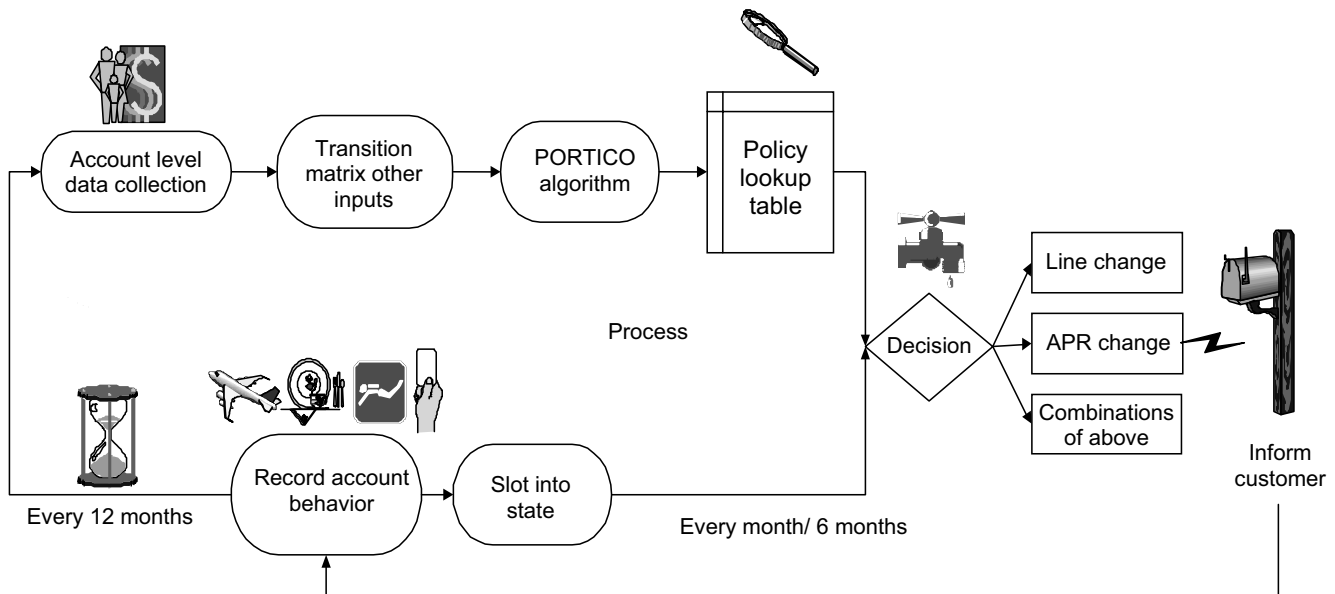 Account level
data collection
Transition
matrix other
inputs
PORTICO
algorithm
Policy
lookup
table
Process
Decision
Line change
APR change
Combinations
of above
Inform
customer
Every 12 months
Record account
behavior
Slot into
state
Every month/ 6 months